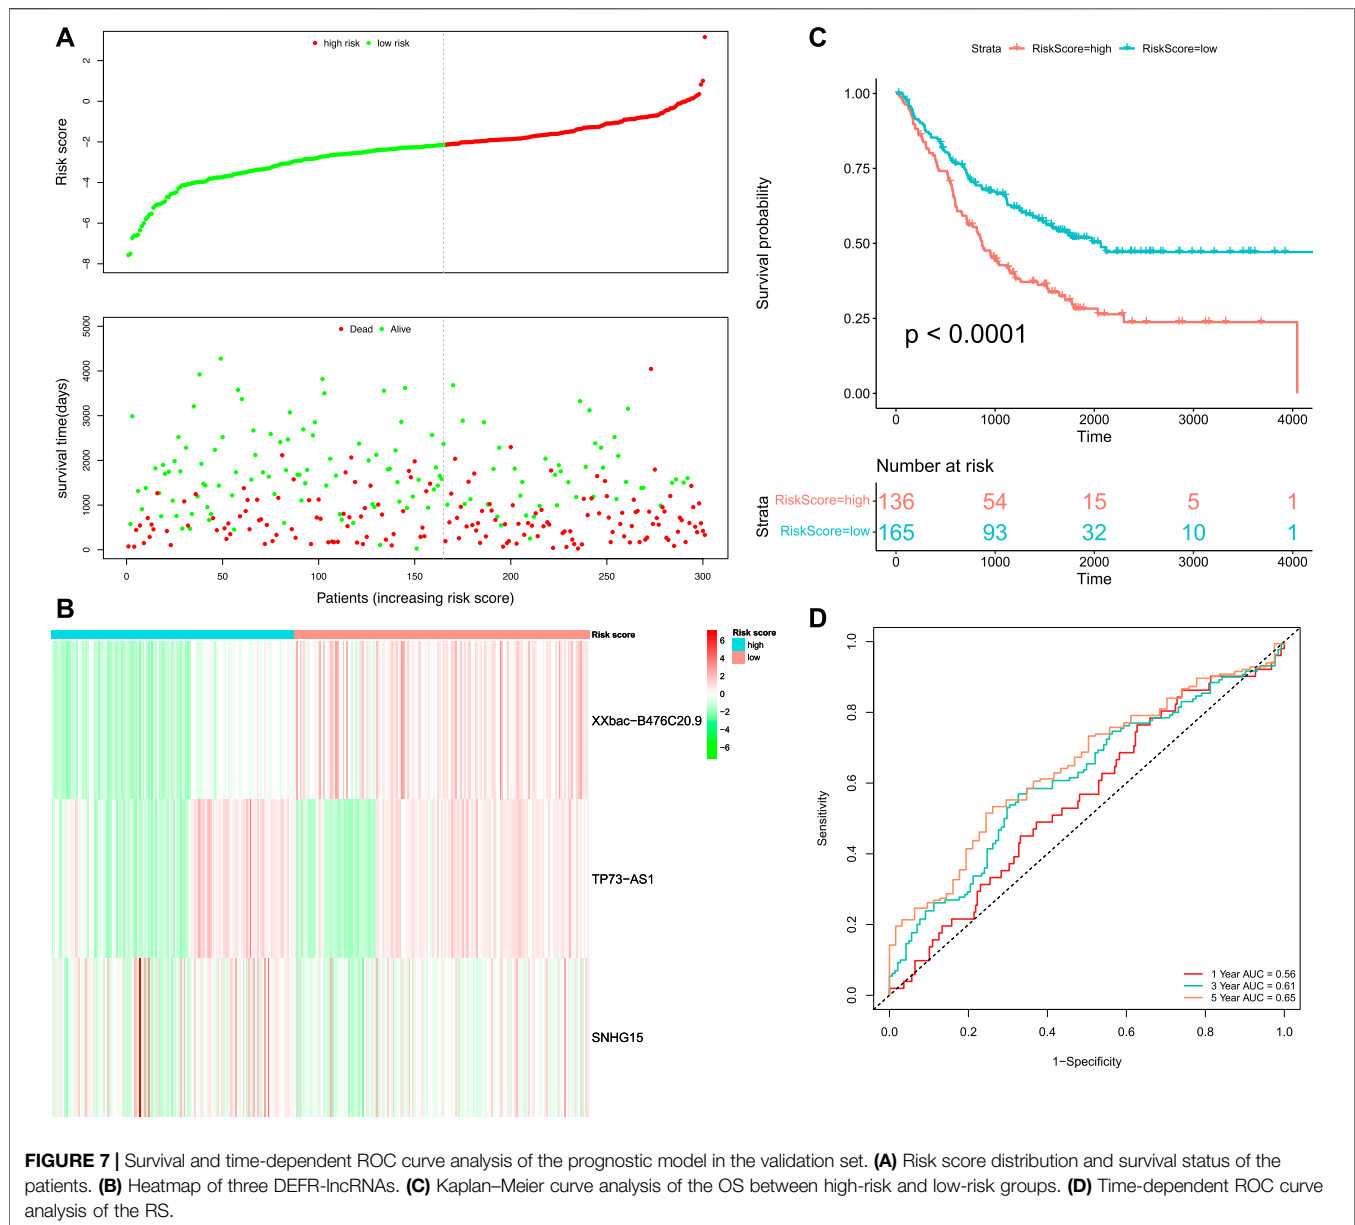 A
high risk low risk
Risk score
2
0
−2
−4
−6
−8
Dead Alive
survival time(days)
5000
4000
3000
2000
1000
0
0 50 100 150 200 250 300
Patients (increasing risk score)
B
Risk score
XXbac−B476C20.9
TP73−AS1
SNHG15
6
4
2
0
−2
−4
−6
Risk score
high
low
C
Strata RiskScore=high RiskScore=low
Survival probability
1.00
0.75
0.50
0.25
0.00
p < 0.0001
0 1000 2000 3000 4000
Time
Number at risk
Strata
RiskScore=high 136 54 15 5 1
RiskScore=low 165 93 32 10 1
0 1000 2000 3000 4000
Time
D
Sensitivity
1.0
0.8
0.6
0.4
0.2
0.0
1 Year AUC = 0.56
3 Year AUC = 0.61
5 Year AUC = 0.65
0.0 0.2 0.4 0.6 0.8 1.0
1−Specificity
FIGURE 7 | Survival and time-dependent ROC curve analysis of the prognostic model in the validation set. (A) Risk score distribution and survival status of the
patients. (B) Heatmap of three DEFR-lncRNAs. (C) Kaplan–Meier curve analysis of the OS between high-risk and low-risk groups. (D) Time-dependent ROC curve
analysis of the RS.